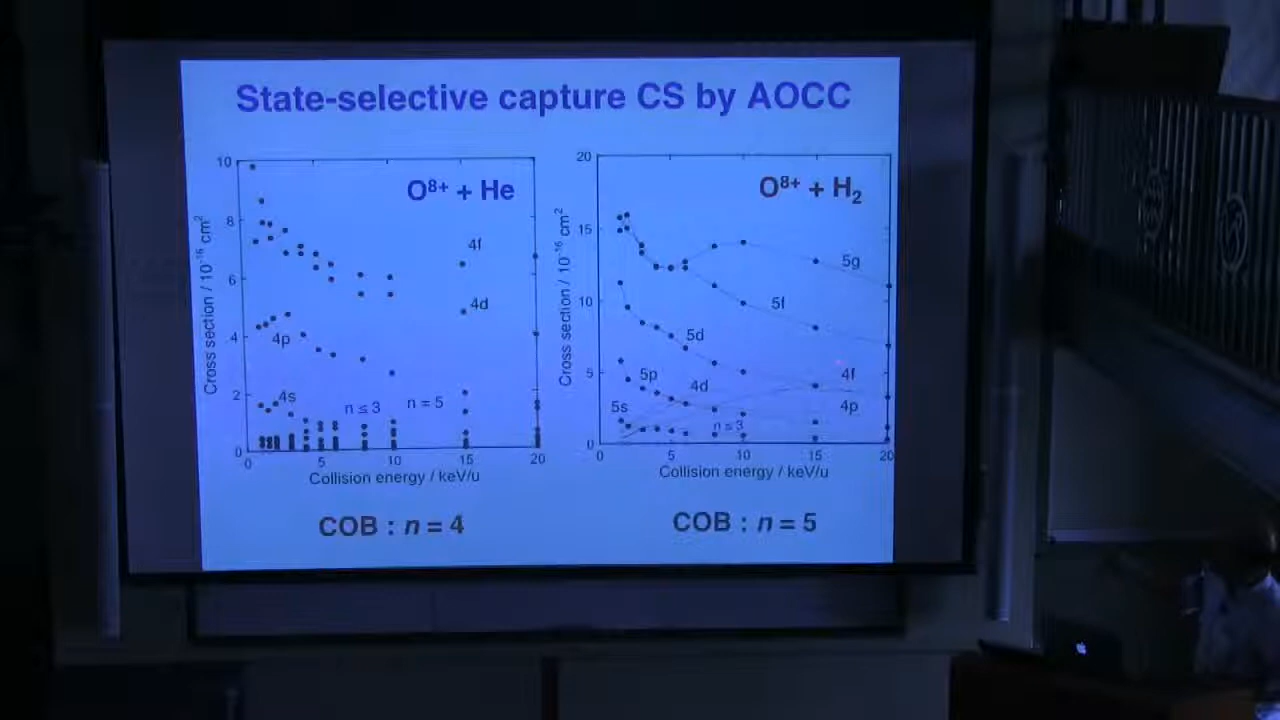 State-selective capture CS by AOCC
10
8
6
4
2
0
Cross section / 10⁻¹⁶ cm²
O⁸⁺ + He
4f
4d
4p
4s
n ≤ 3
n = 5
0
5
10
15
20
Collision energy / keV/u
COB : n = 4
20
15
10
5
0
Cross section / 10⁻¹⁶ cm²
O⁸⁺ + H₂
5g
5f
5d
5p
4d
4f
5s
4p
n ≤ 3
0
5
10
15
20
Collision energy / keV/u
COB : n = 5